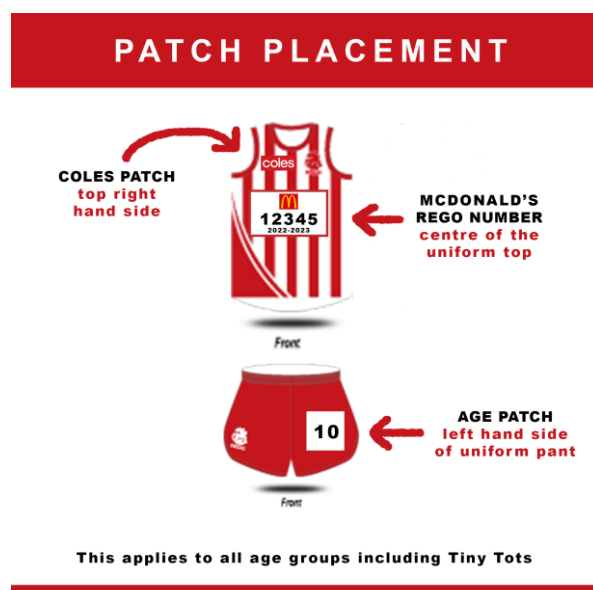 PATCH PLACEMENT
COLES PATCH
top right
hand side
coles
12345
2022-2023
MCDONALD'S
REGO NUMBER
centre of the
uniform top
Front
10
AGE PATCH
left hand side
of uniform pant
Front
This applies to all age groups including Tiny Tots